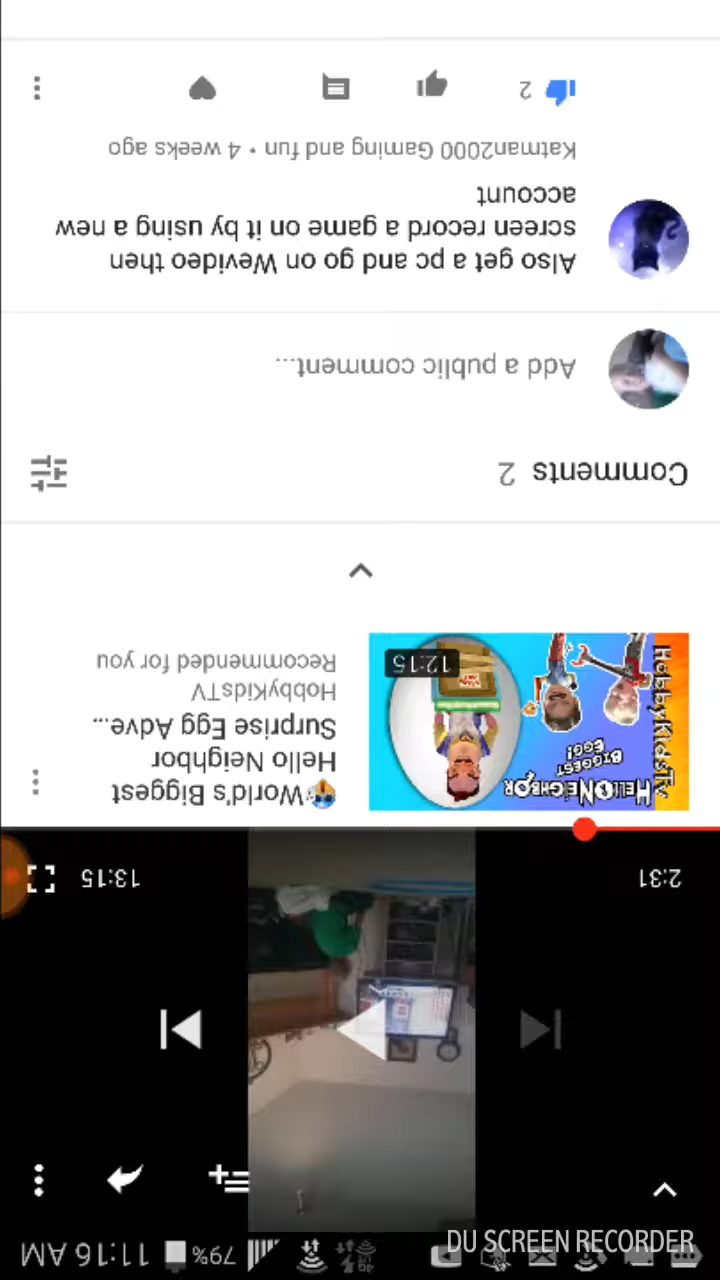 79% 11:16 AM
2:31
13:15
HobbyKidsTV
HELLO NEIGHBOR
BIGGEST
EGG!
12:15
World's Biggest
Hello Neighbor
Surprise Egg Adve...
HobbyKidsTV
Recommended for you
Comments 2
Add a public comment...
Also get a pc and go on Wevideo then
screen record a game on it by using a new
account
Katman2000 Gaming and fun • 4 weeks ago
2
DU SCREEN RECORDER